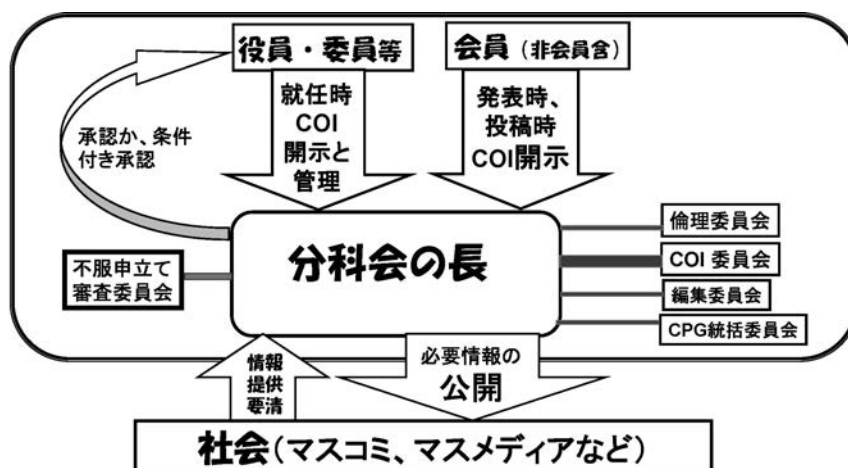 役員・委員等
会員（非会員含）
就任時
COI
開示と
管理
発表時、
投稿時
COI開示
承認か、条件
付き承認
分科会の長
倫理委員会
COI 委員会
編集委員会
CPG統括委員会
不服申立て
審査委員会
情報
提供
要清
必要情報の
公開
社会（マスコミ、マスメディアなど）